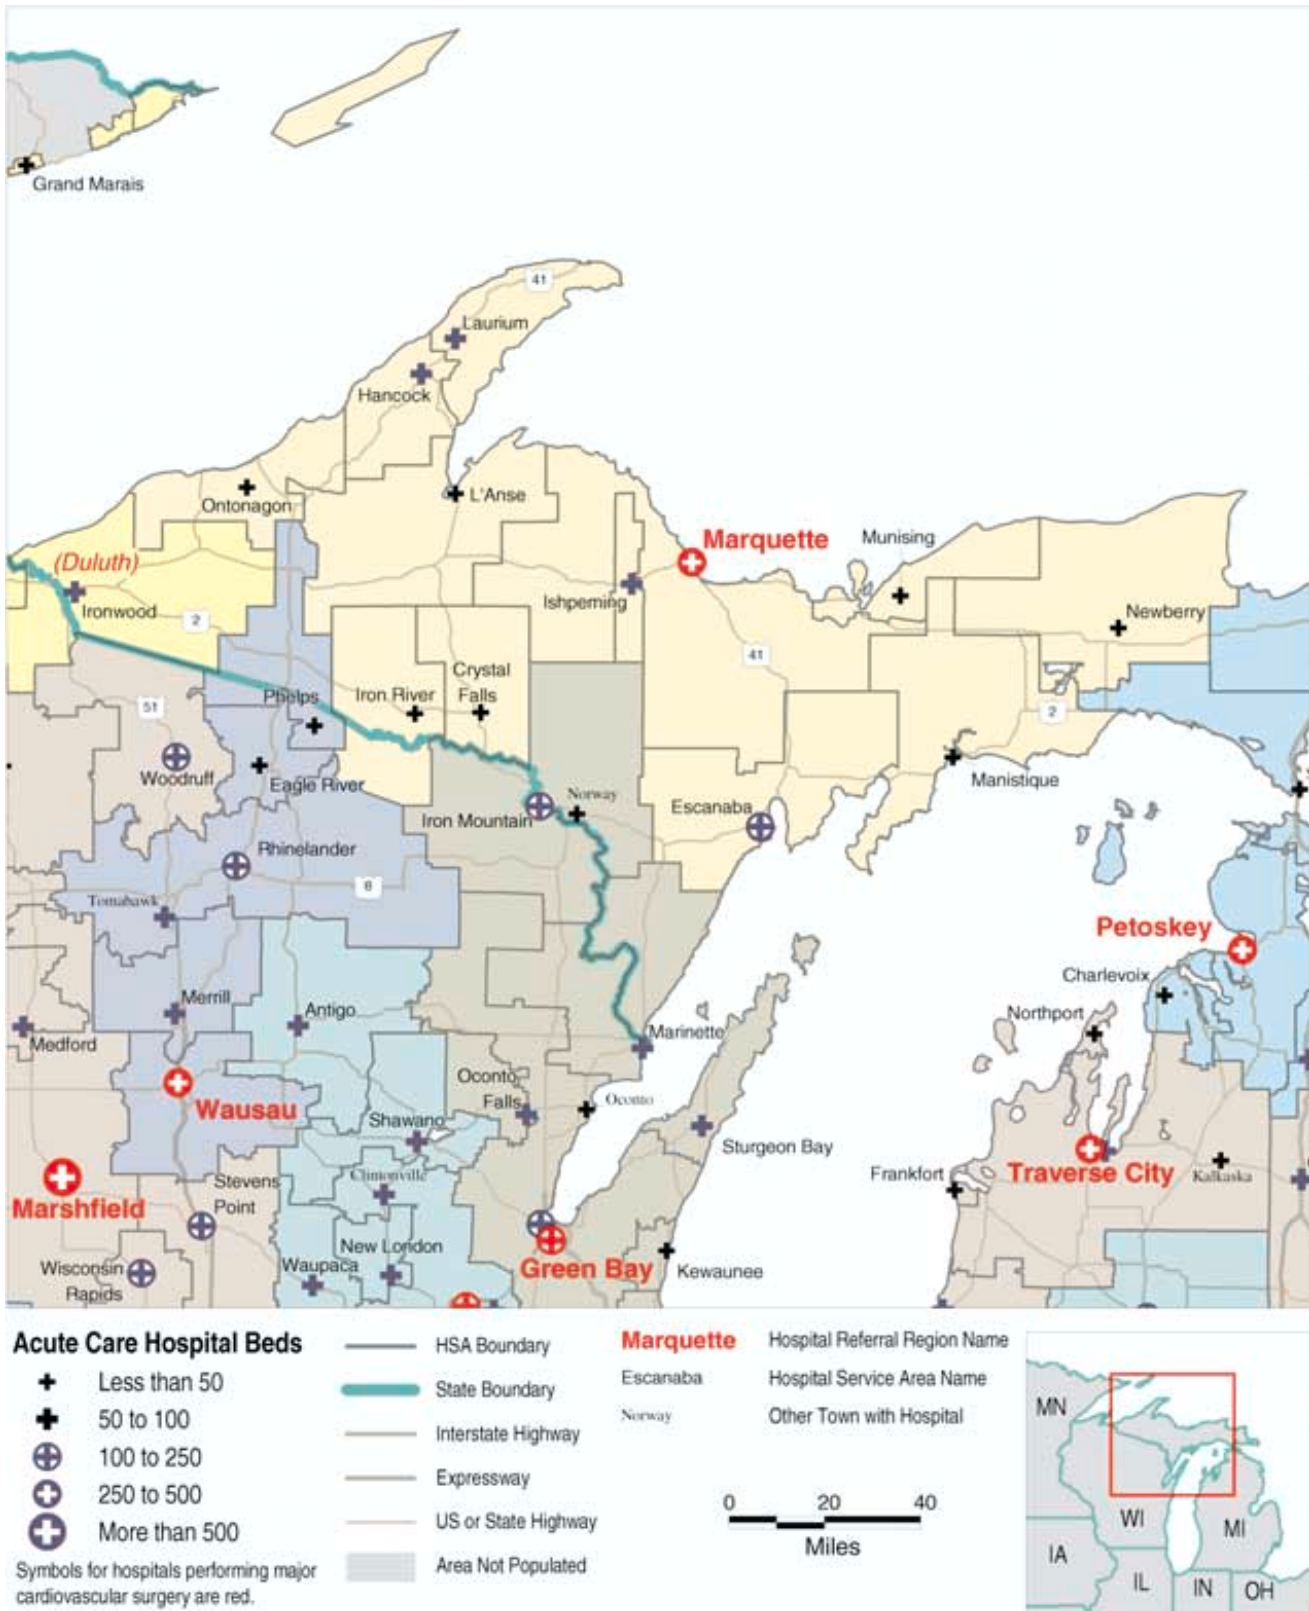 Grand Marais
41
Laurium
Hancock
L'Anse
Ontonagon
Marquette
Munising
(Duluth)
Ishpeming
Ironwood
Newberry
2
41
Crystal
Falls
Phelps
Iron River
51
2
Woodruff
Eagle River
Manistique
Norway
Escanaba
Iron Mountain
Rhinelander
8
Tomahawk
Petoskey
Charlevoix
Merrill
Antigo
Northport
Medford
Marinette
Oconto
Falls
Oconto
Wausau
Shawano
Sturgeon Bay
Traverse City
Frankfort
Kalkaska
Clintonville
Stevens
Point
Marshfield
New London
Green Bay
Kewaunee
Waupaca
Wisconsin
Rapids
Acute Care Hospital Beds
Less than 50
50 to 100
100 to 250
250 to 500
More than 500
Symbols for hospitals performing major
cardiovascular surgery are red.
HSA Boundary
State Boundary
Interstate Highway
Expressway
US or State Highway
Area Not Populated
Marquette Hospital Referral Region Name
Escanaba Hospital Service Area Name
Norway Other Town with Hospital
0 20 40
Miles
MN
WI
MI
IA
IL
IN
OH